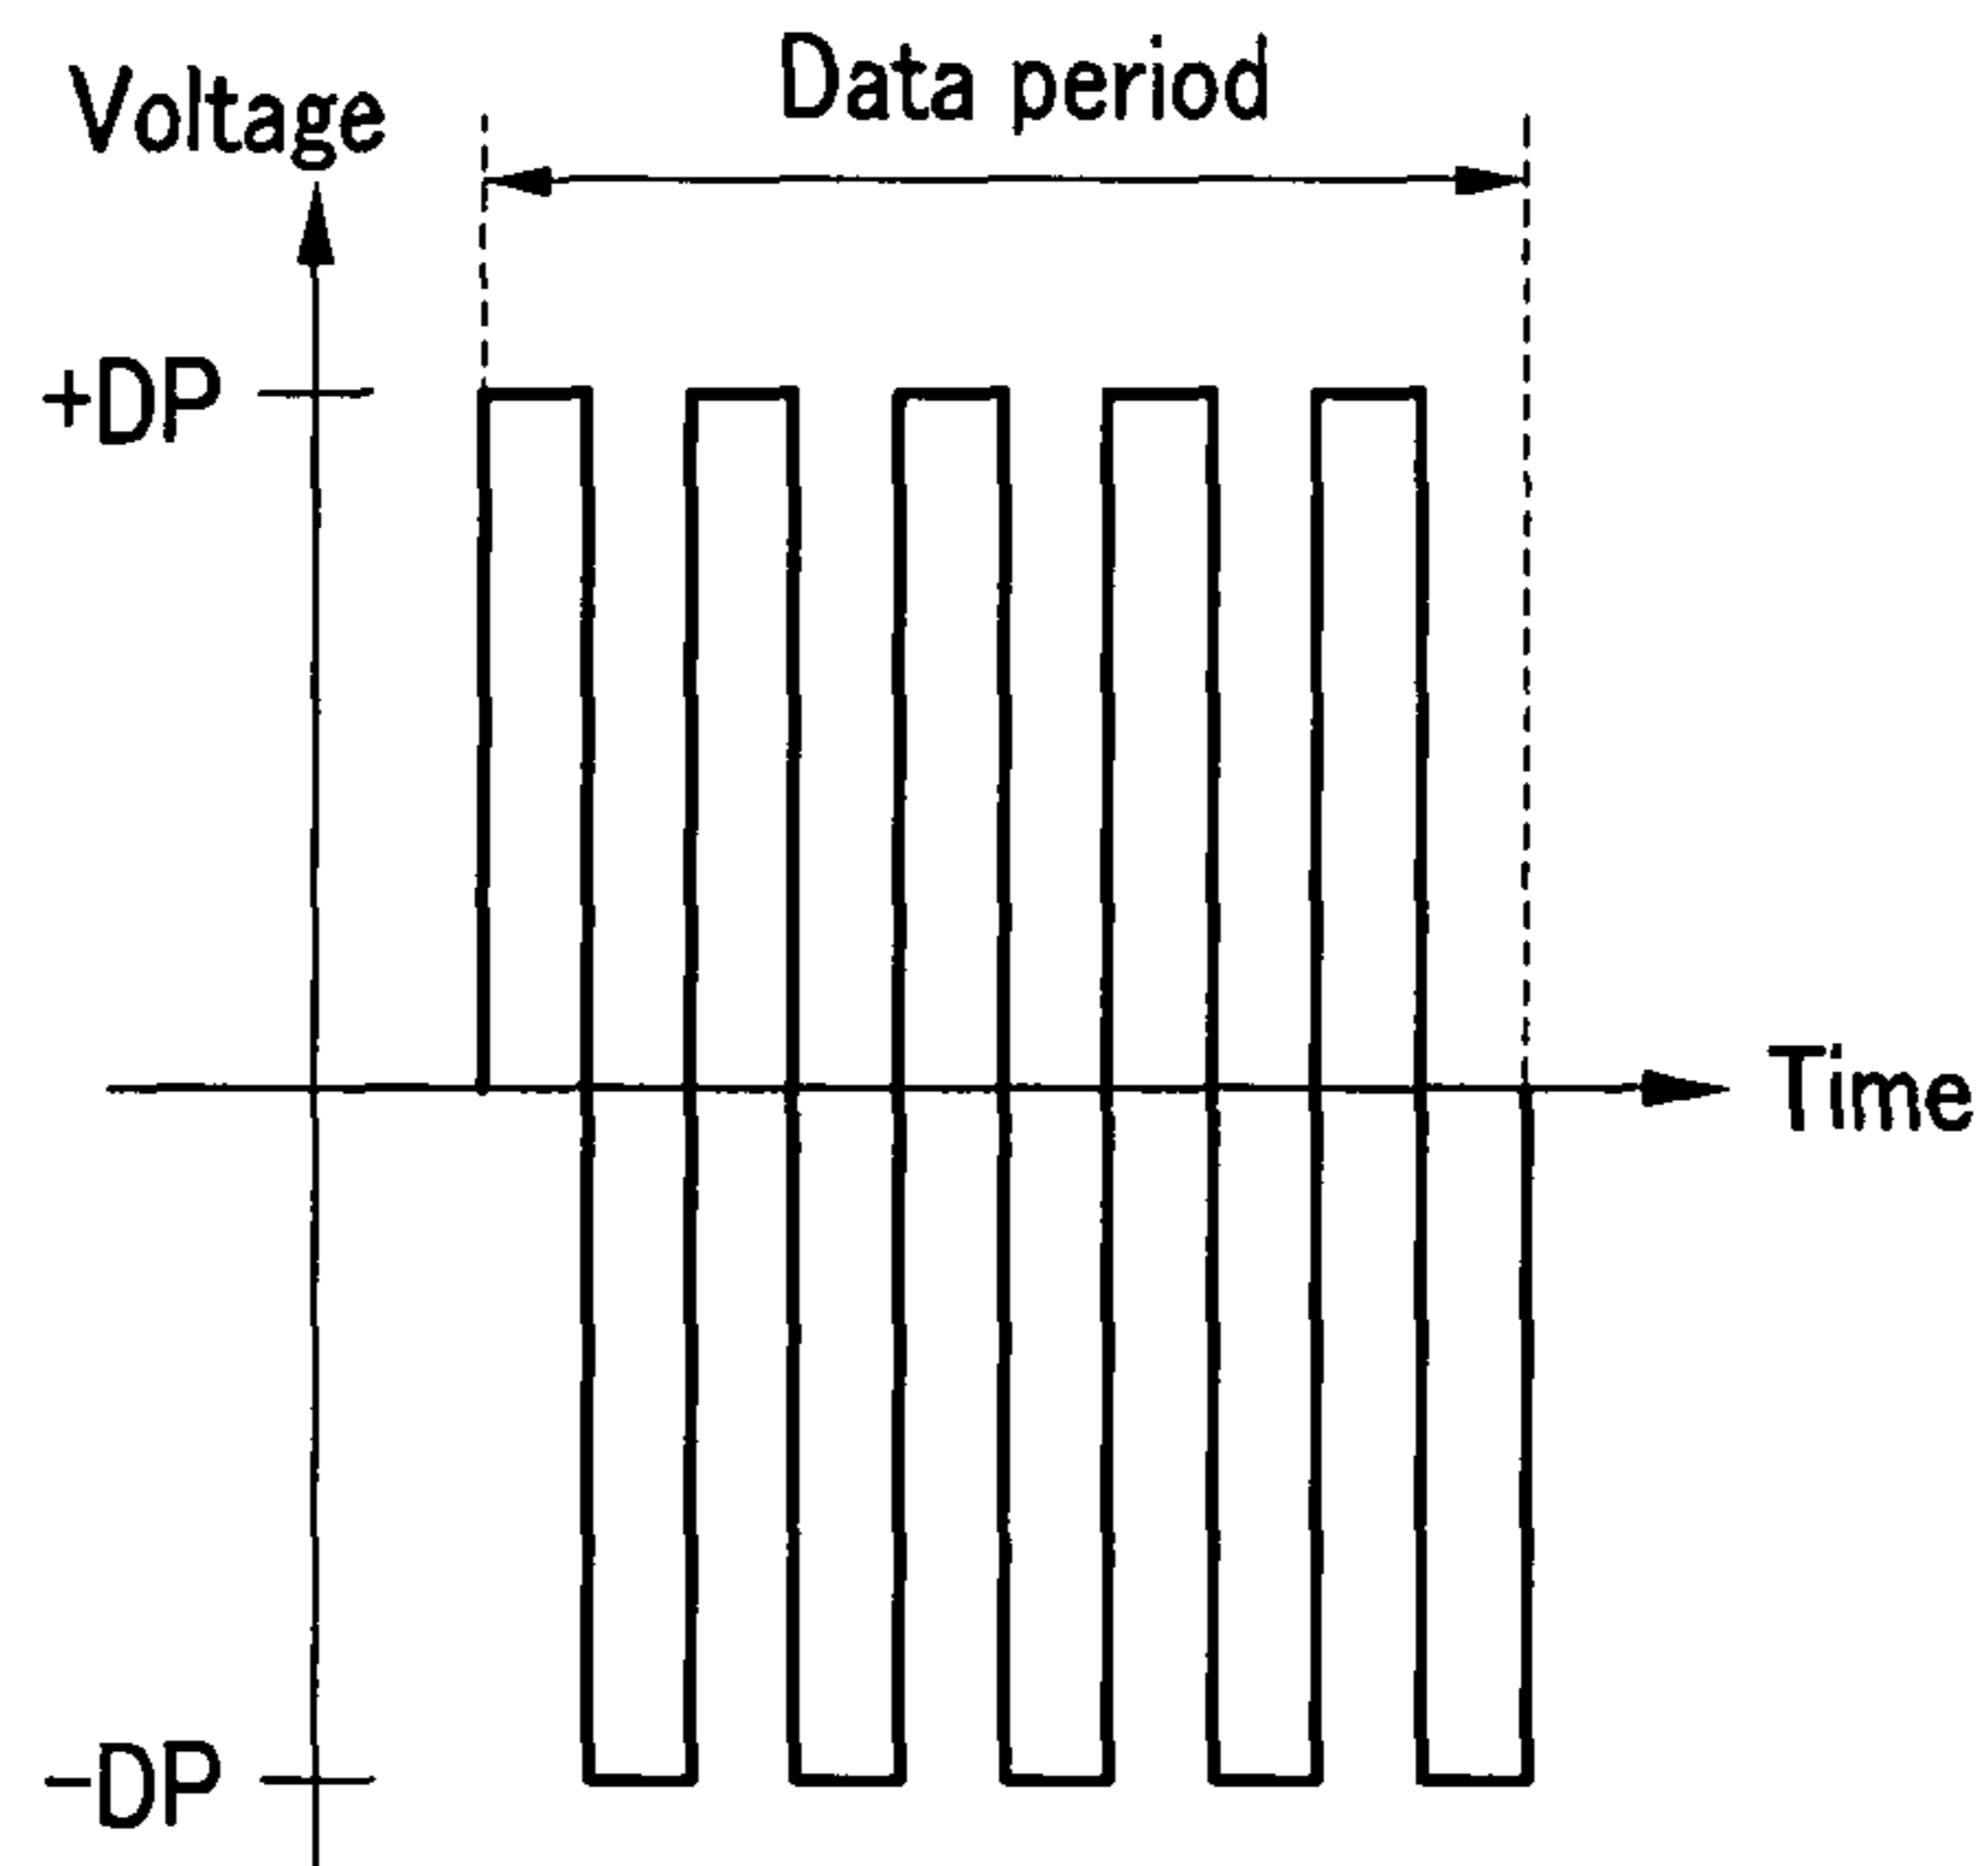 Data period
Voltage
+DP
Time
-DP